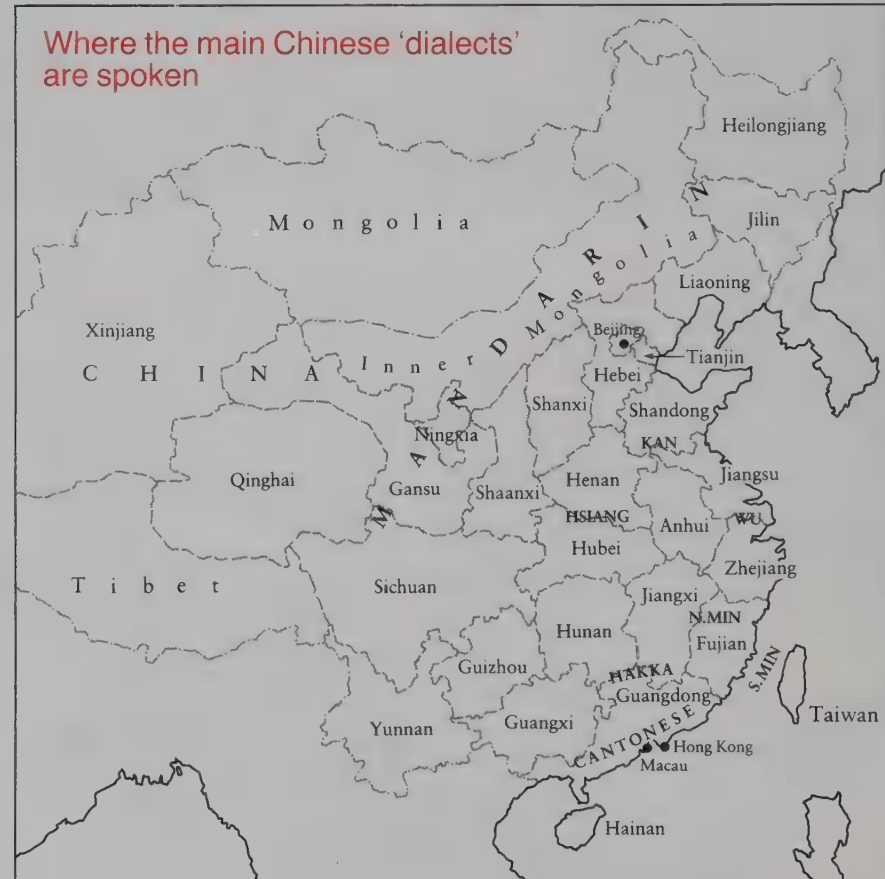 Where the main Chinese ‘dialects’
are spoken
Heilongjiang
Mongolia
Jilin
MANDARIN
Inner Mongolia
Liaoning
Xinjiang
Beijing
Tianjin
CHINA
Hebei
Shanxi
Shandong
Ningxia
KAN
Qinghai
Gansu
Shaanxi
Henan
Jiangsu
HSIANG
Anhui
WU
Hubei
Zhejiang
Tibet
Sichuan
Jiangxi
N.MIN
Hunan
Fujian
S.MIN
Guizhou
HAKKA
Guangdong
Taiwan
Yunnan
Guangxi
CANTONESE
Hong Kong
Macau
Hainan